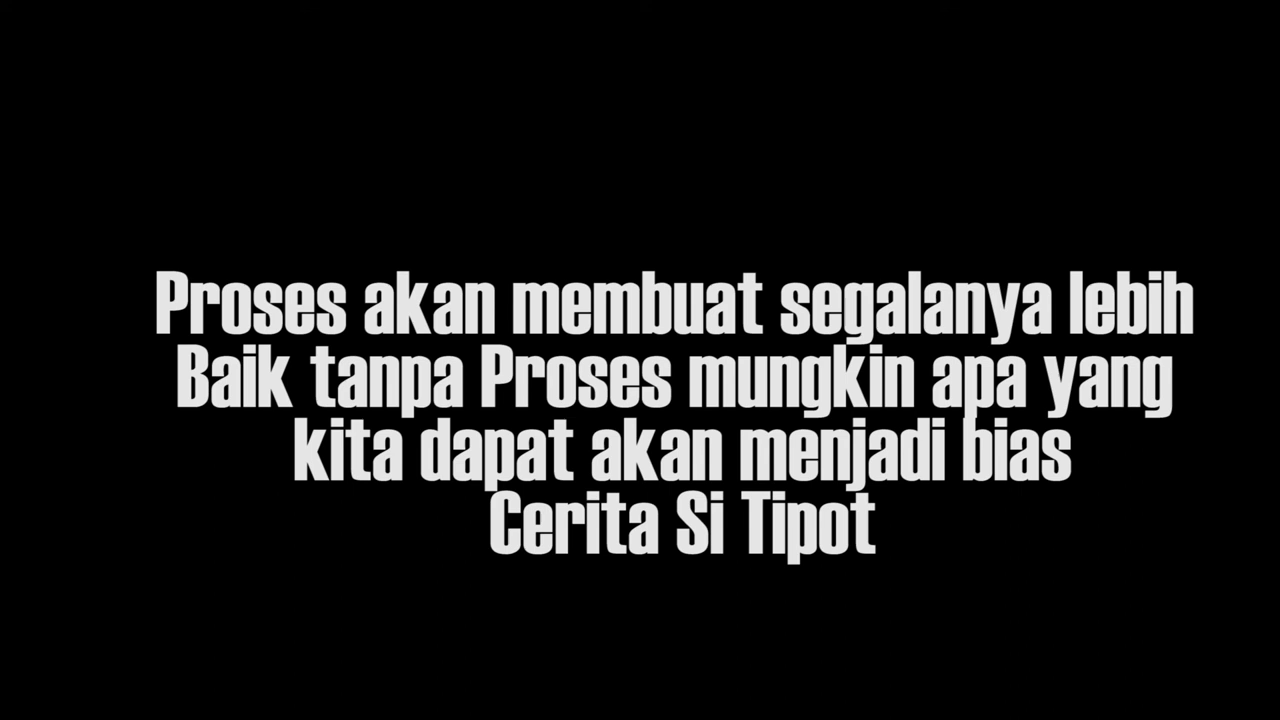 Proses akan membuat segalanya lebih
Baik tanpa Proses mungkin apa yang
kita dapat akan menjadi bias
Cerita Si Tipot